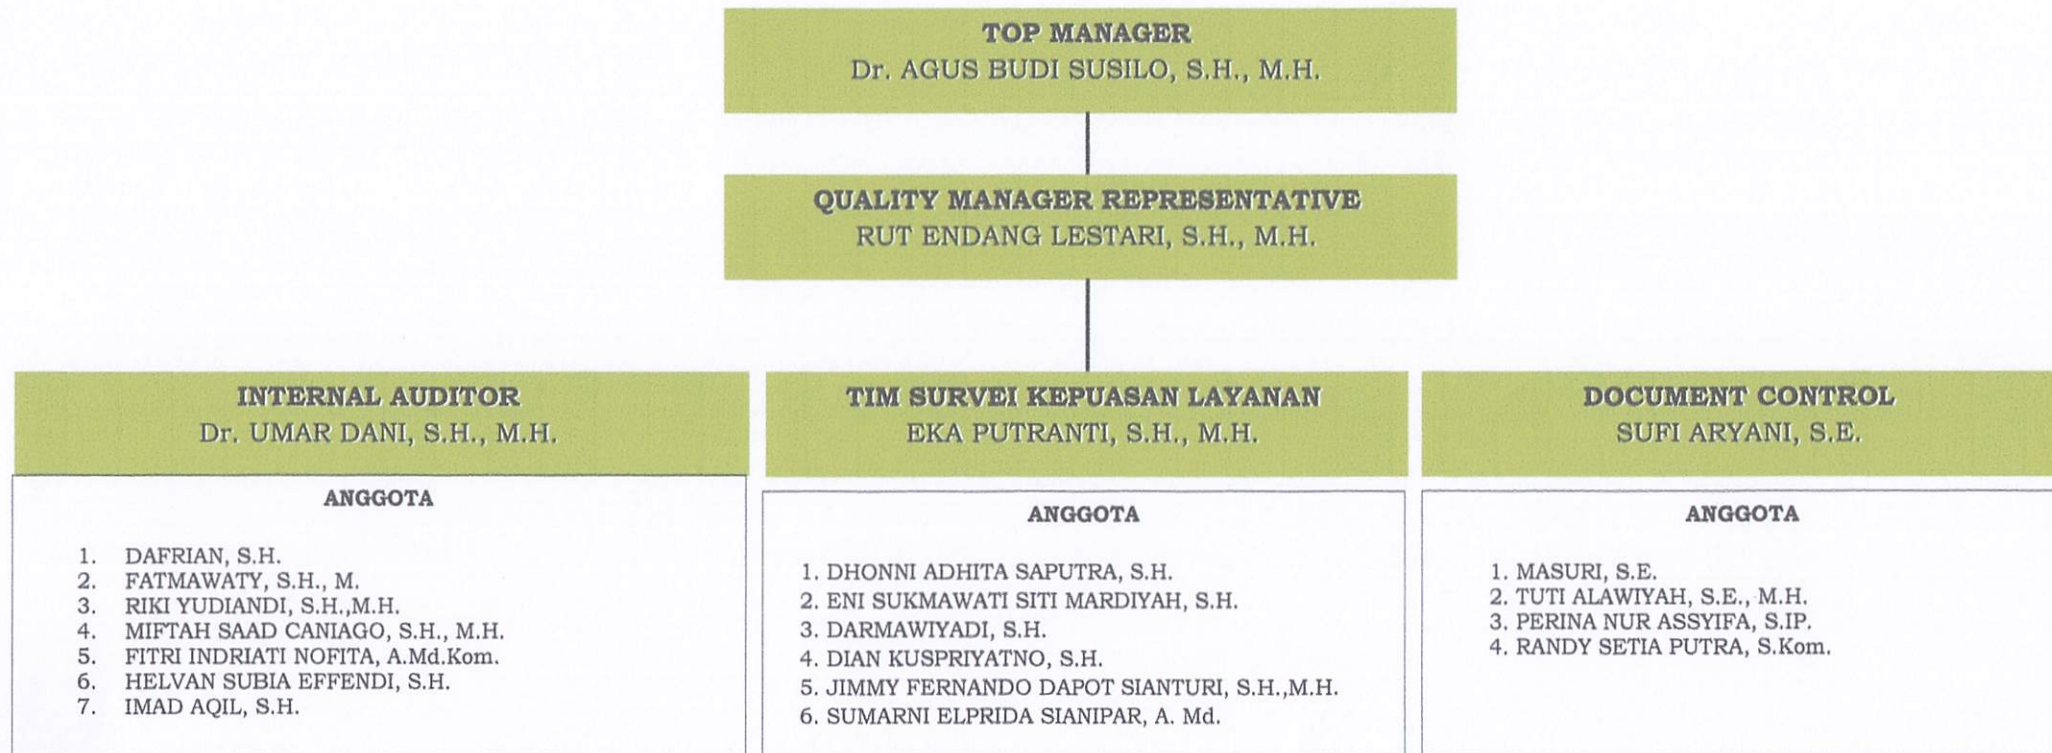 TOP MANAGER
Dr. AGUS BUDI SUSILO, S.H., M.H.
QUALITY MANAGER REPRESENTATIVE
RUT ENDANG LESTARI, S.H., M.H.
INTERNAL AUDITOR
Dr. UMAR DANI, S.H., M.H.
ANGGOTA
1. DAFRIAN, S.H.
2. FATMAWATY, S.H., M.
3. RIKI YUDIANDI, S.H.,M.H.
4. MIFTAH SAAD CANIAGO, S.H., M.H.
5. FITRI INDRIATI NOFITA, A.Md.Kom.
6. HELVAN SUBIA EFFENDI, S.H.
7. IMAD AQIL, S.H.
TIM SURVEI KEPUASAN LAYANAN
EKA PUTRANTI, S.H., M.H.
ANGGOTA
1. DHONNI ADHITA SAPUTRA, S.H.
2. ENI SUKMAWATI SITI MARDIYAH, S.H.
3. DARMAWIYADI, S.H.
4. DIAN KUSPRIYATNO, S.H.
5. JIMMY FERNANDO DAPOT SIANTURI, S.H.,M.H.
6. SUMARNI ELPRIDA SIANIPAR, A. Md.
DOCUMENT CONTROL
SUFI ARYANI, S.E.
ANGGOTA
1. MASURI, S.E.
2. TUTI ALAWIYAH, S.E., M.H.
3. PERINA NUR ASSYIFA, S.IP.
4. RANDY SETIA PUTRA, S.Kom.